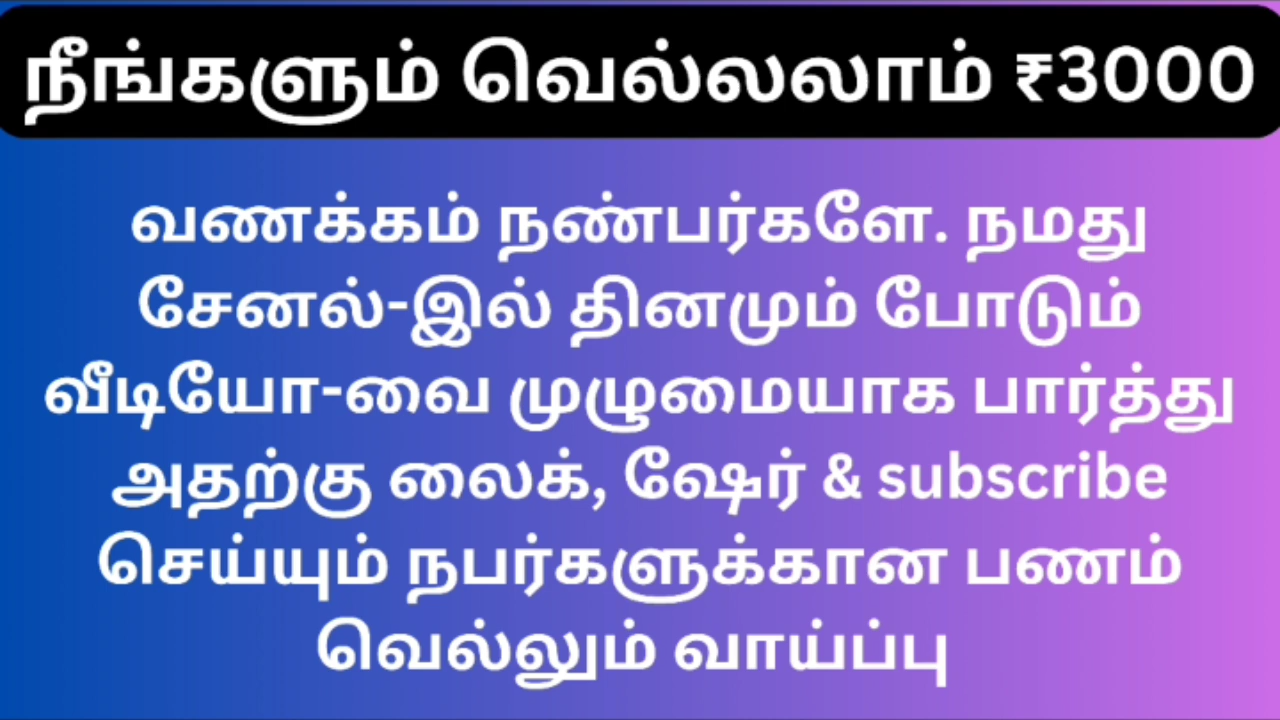 நீங்களும் வெல்லலாம் ₹3000
வணக்கம் நண்பர்களே. நமது
சேனல்-இல் தினமும் போடும்
வீடியோ-வை முழுமையாக பார்த்து
அதற்கு லைக், ஷேர் & subscribe
செய்யும் நபர்களுக்கான பணம்
வெல்லும் வாய்ப்பு